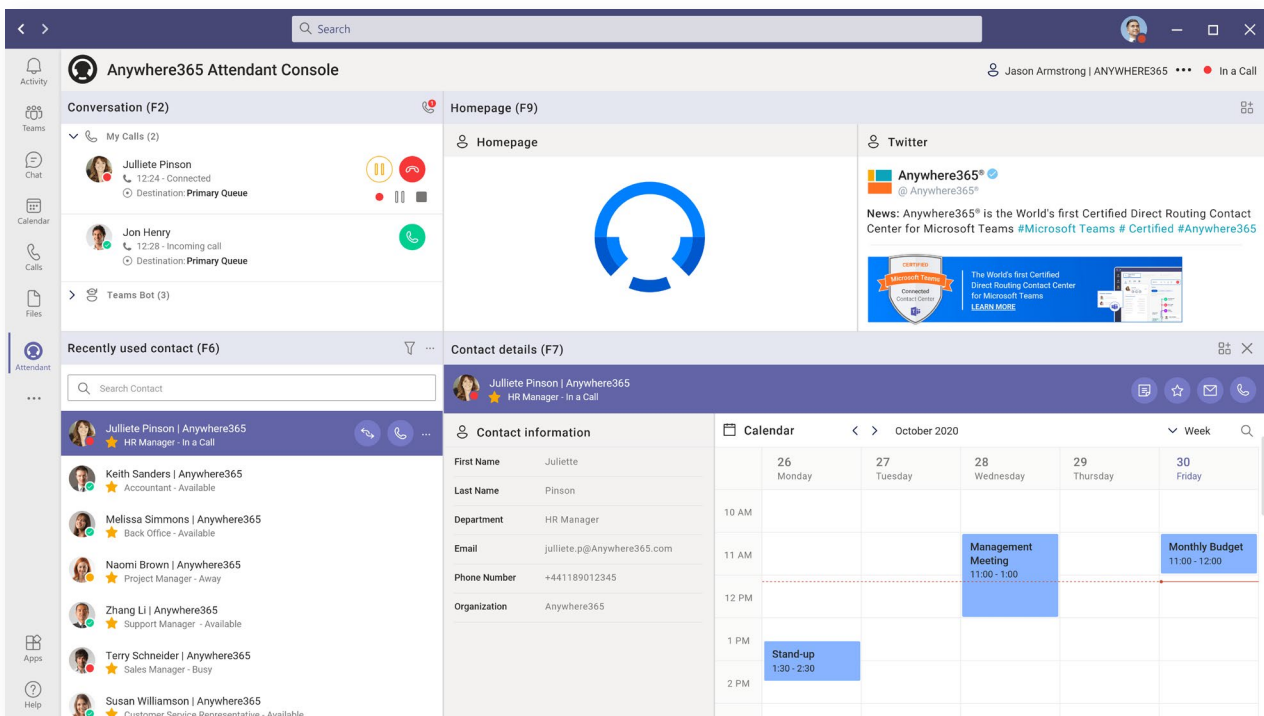 Search
Activity
Teams
Chat
Calendar
Calls
Files
Attendant
Apps
Help
Anywhere365 Attendant Console
Jason Armstrong | ANYWHERE365 ••• In a Call
Conversation (F2)
1
My Calls (2)
Julliete Pinson
12:24 - Connected
Destination: Primary Queue
Jon Henry
12:28 - Incoming call
Destination: Primary Queue
Teams Bot (3)
Homepage (F9)
Homepage
Twitter
Anywhere365®
@ Anywhere365®
News: Anywhere365® is the World's first Certified Direct Routing Contact
Center for Microsoft Teams #Microsoft Teams # Certified #Anywhere365
CERTIFIED
Microsoft Teams
Connected
Contact Center
The World's first Certified
Direct Routing Contact Center
for Microsoft Teams
LEARN MORE
Recently used contact (F6)
Search Contact
Julliete Pinson | Anywhere365
HR Manager - In a Call
Keith Sanders | Anywhere365
Accountant - Available
Melissa Simmons | Anywhere365
Back Office - Available
Naomi Brown | Anywhere365
Project Manager - Away
Zhang Li | Anywhere365
Support Manager - Available
Terry Schneider | Anywhere365
Sales Manager - Busy
Susan Williamson | Anywhere365
Customer Service Representative - Available
Contact details (F7)
Julliete Pinson | Anywhere365
HR Manager - In a Call
Contact information
First Name Juliette
Last Name Pinson
Department HR Manager
Email julliete.p@Anywhere365.com
Phone Number +441189012345
Organization Anywhere365
Calendar October 2020 Week
26 27 28 29 30
Monday Tuesday Wednesday Thursday Friday
10 AM
11 AM
12 PM
1 PM
2 PM
Management
Meeting
11:00 - 1:00
Monthly Budget
11:00 - 12:00
Stand-up
1:30 - 2:30